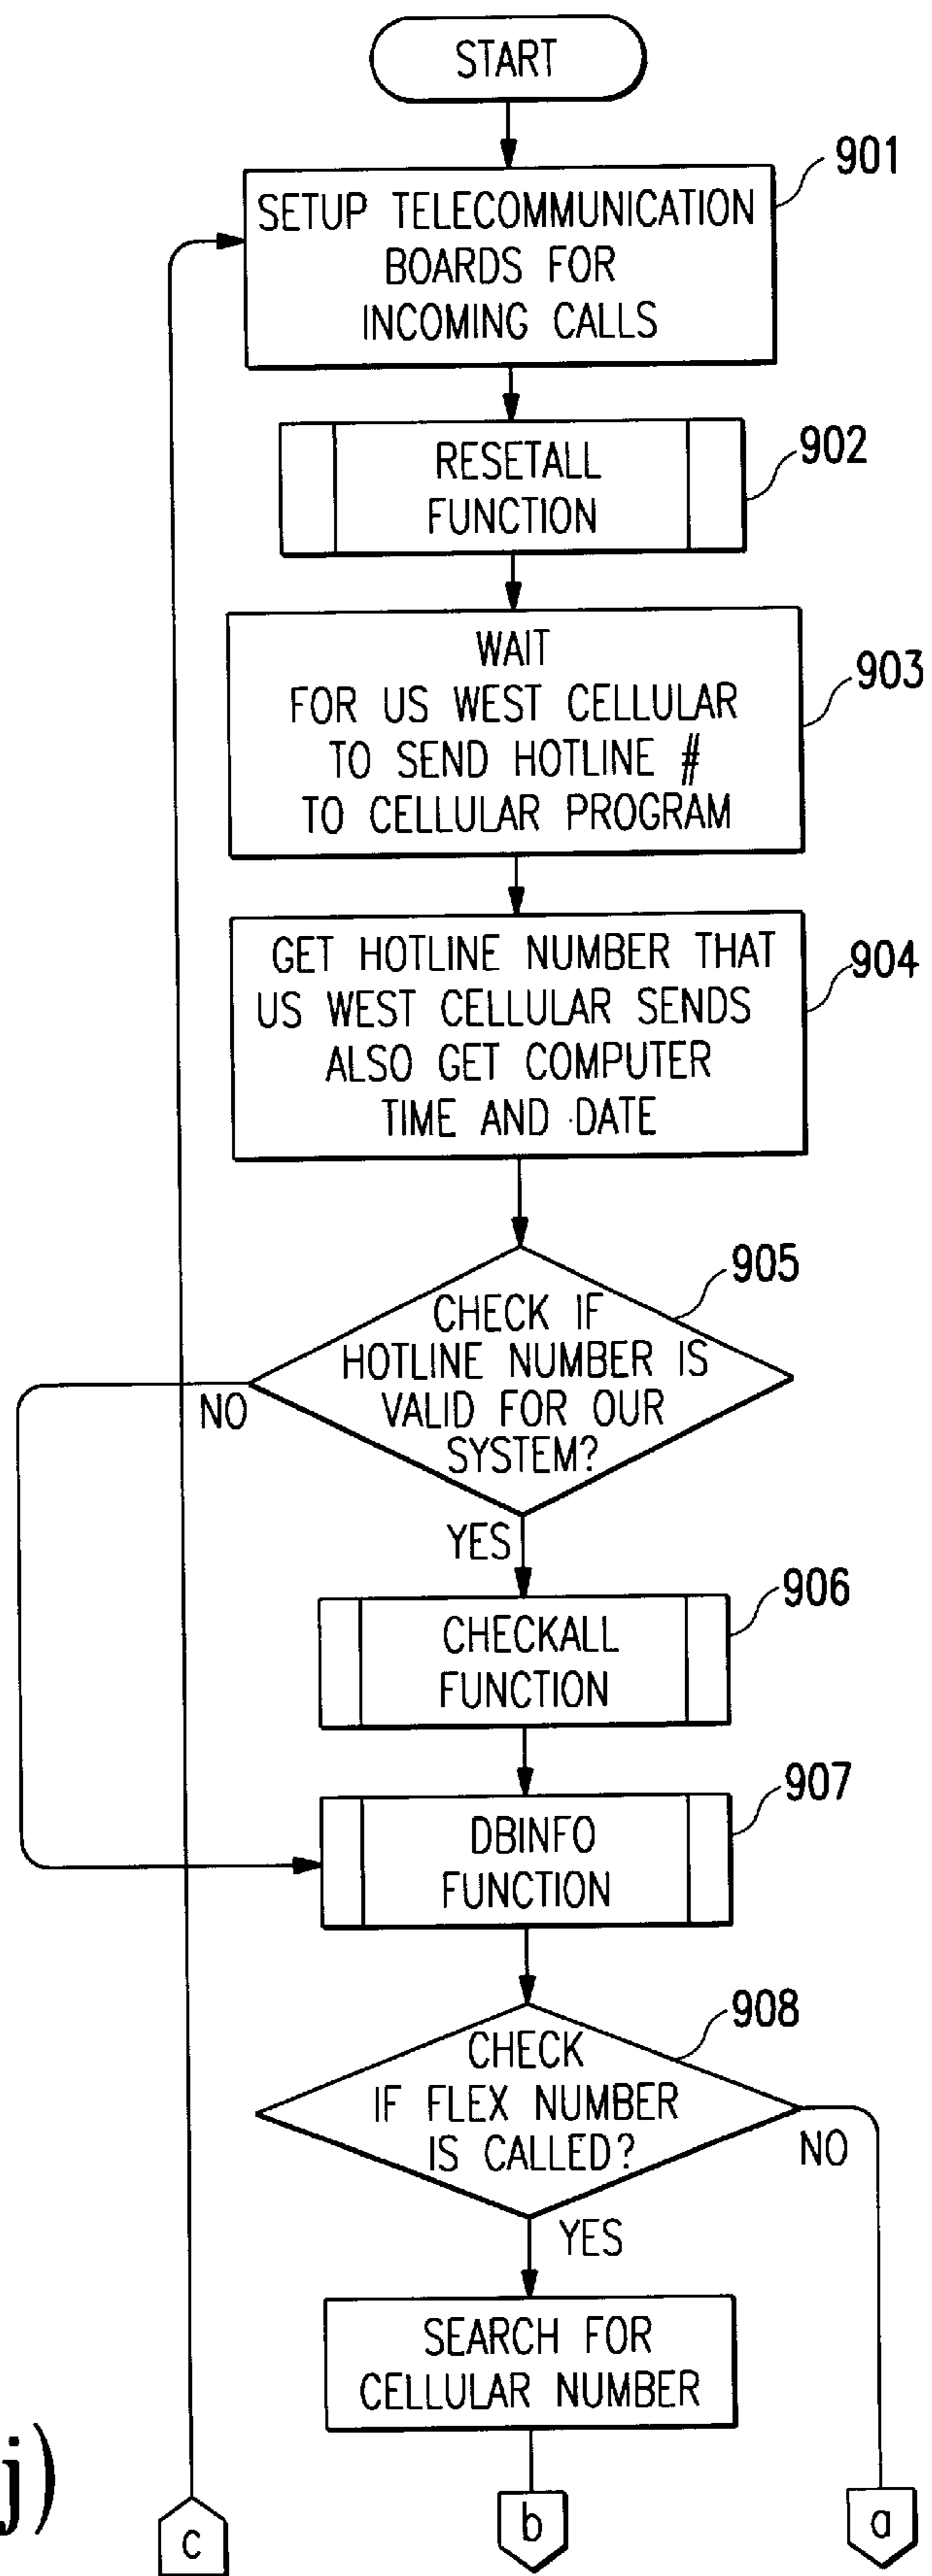 START
901
SETUP TELECOMMUNICATION
BOARDS FOR
INCOMING CALLS
902
RESETALL
FUNCTION
903
WAIT
FOR US WEST CELLULAR
TO SEND HOTLINE #
TO CELLULAR PROGRAM
904
GET HOTLINE NUMBER THAT
US WEST CELLULAR SENDS
ALSO GET COMPUTER
TIME AND DATE
905
CHECK IF
HOTLINE NUMBER IS
VALID FOR OUR
SYSTEM?
NO
YES
906
CHECKALL
FUNCTION
907
DBINFO
FUNCTION
908
CHECK
IF FLEX NUMBER
IS CALLED?
NO
YES
SEARCH FOR
CELLULAR NUMBER
j)
c
b
a